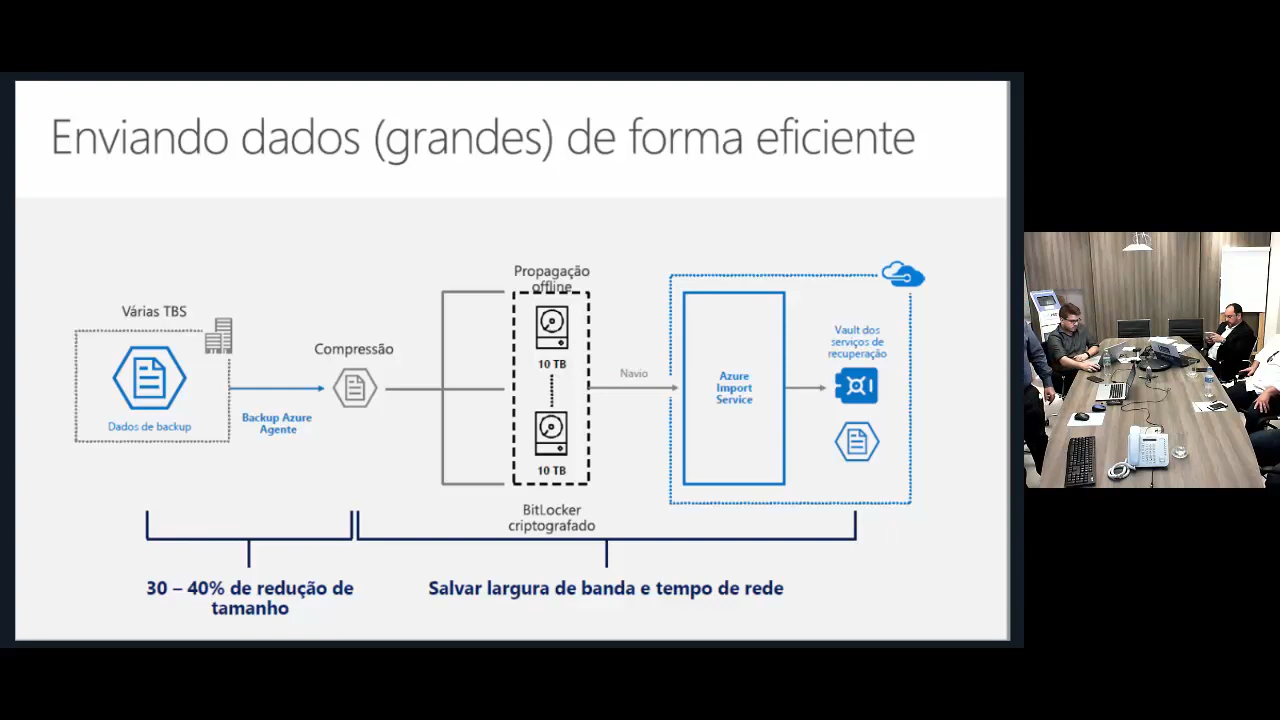 Enviando dados (grandes) de forma eficiente
Várias TBS
Dados de backup
Backup Azure
Agente
Compressão
Propagação
offline
10 TB
10 TB
BitLocker
criptografado
Navio
Azure
Import
Service
Vault dos
serviços de
recuperação
30 – 40% de redução de
tamanho
Salvar largura de banda e tempo de rede